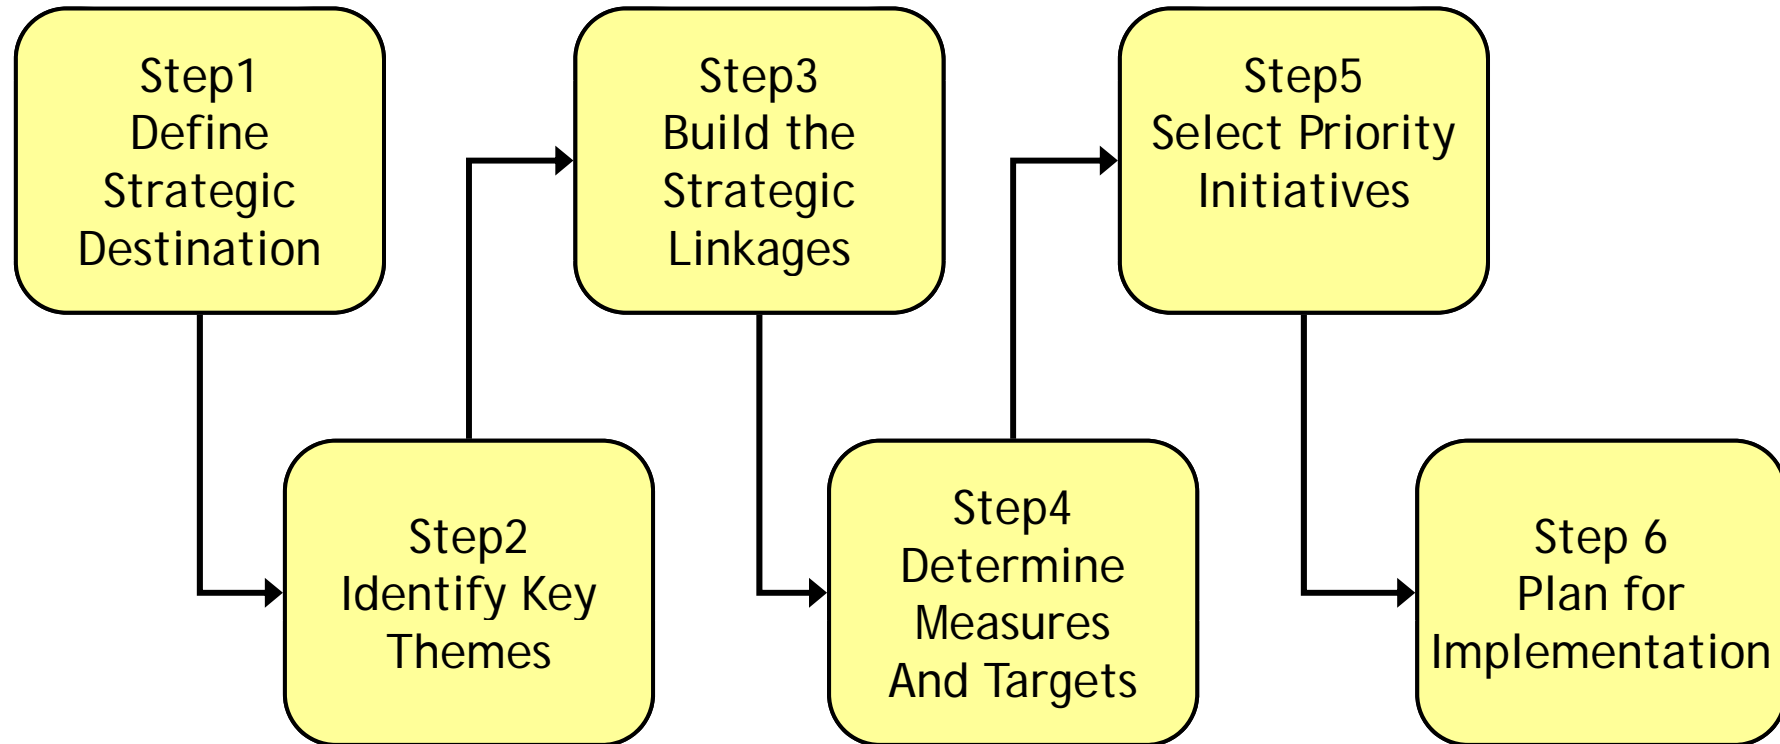 Step1
Define
Strategic
Destination
Step2
Identify Key
Themes
Step3
Build the
Strategic
Linkages
Step4
Determine
Measures
And Targets
Step5
Select Priority
Initiatives
Step 6
Plan for
Implementation